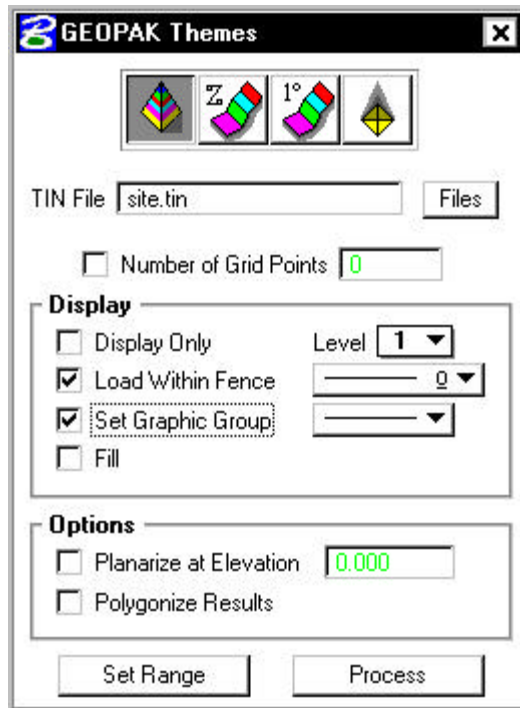 GEOPAK Themes
Z 1°
TIN File site.tin Files
Number of Grid Points 0
Display
Display Only Level 1
Load Within Fence 0
Set Graphic Group
Fill
Options
Planarize at Elevation 0.000
Polygonize Results
Set Range Process